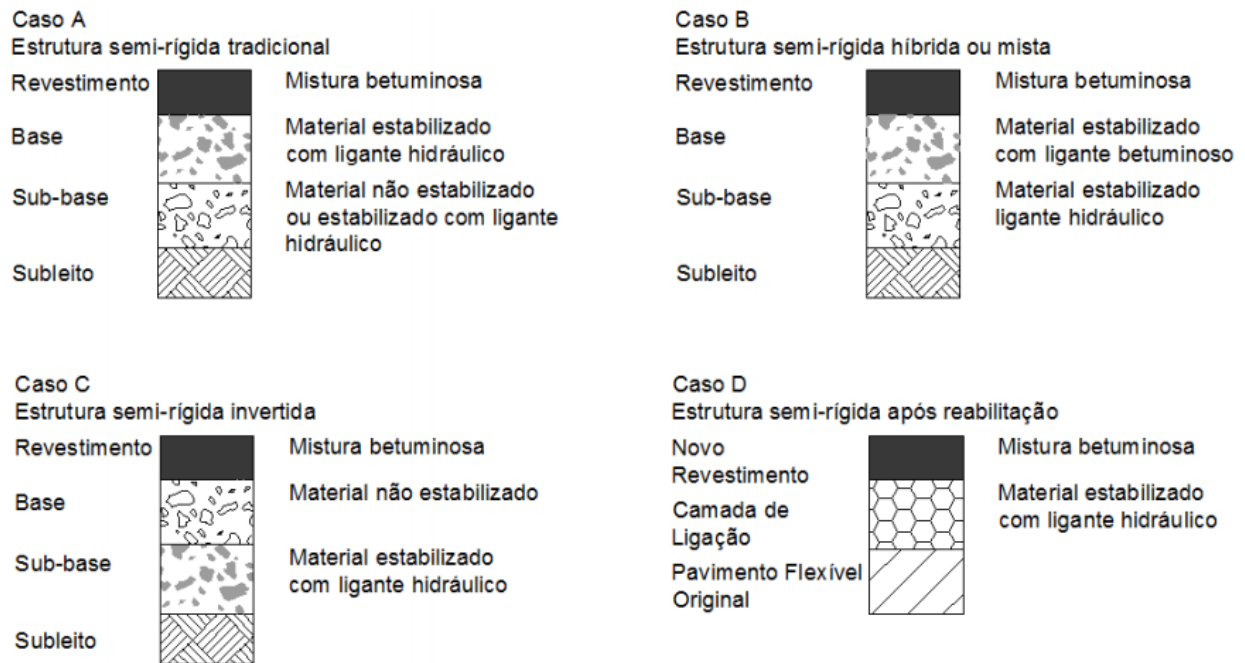 Caso A
Estrutura semi-rígida tradicional
Revestimento
Mistura betuminosa
Base
Material estabilizado
com ligante hidráulico
Sub-base
Material não estabilizado
ou estabilizado com ligante
hidráulico
Subleito
Caso B
Estrutura semi-rígida híbrida ou mista
Revestimento
Mistura betuminosa
Base
Material estabilizado
com ligante betuminoso
Sub-base
Material estabilizado
ligante hidráulico
Subleito
Caso C
Estrutura semi-rígida invertida
Revestimento
Mistura betuminosa
Base
Material não estabilizado
Sub-base
Material estabilizado
com ligante hidráulico
Subleito
Caso D
Estrutura semi-rígida após reabilitação
Novo
Revestimento
Mistura betuminosa
Camada de
Ligação
Material estabilizado
com ligante hidráulico
Pavimento Flexível
Original